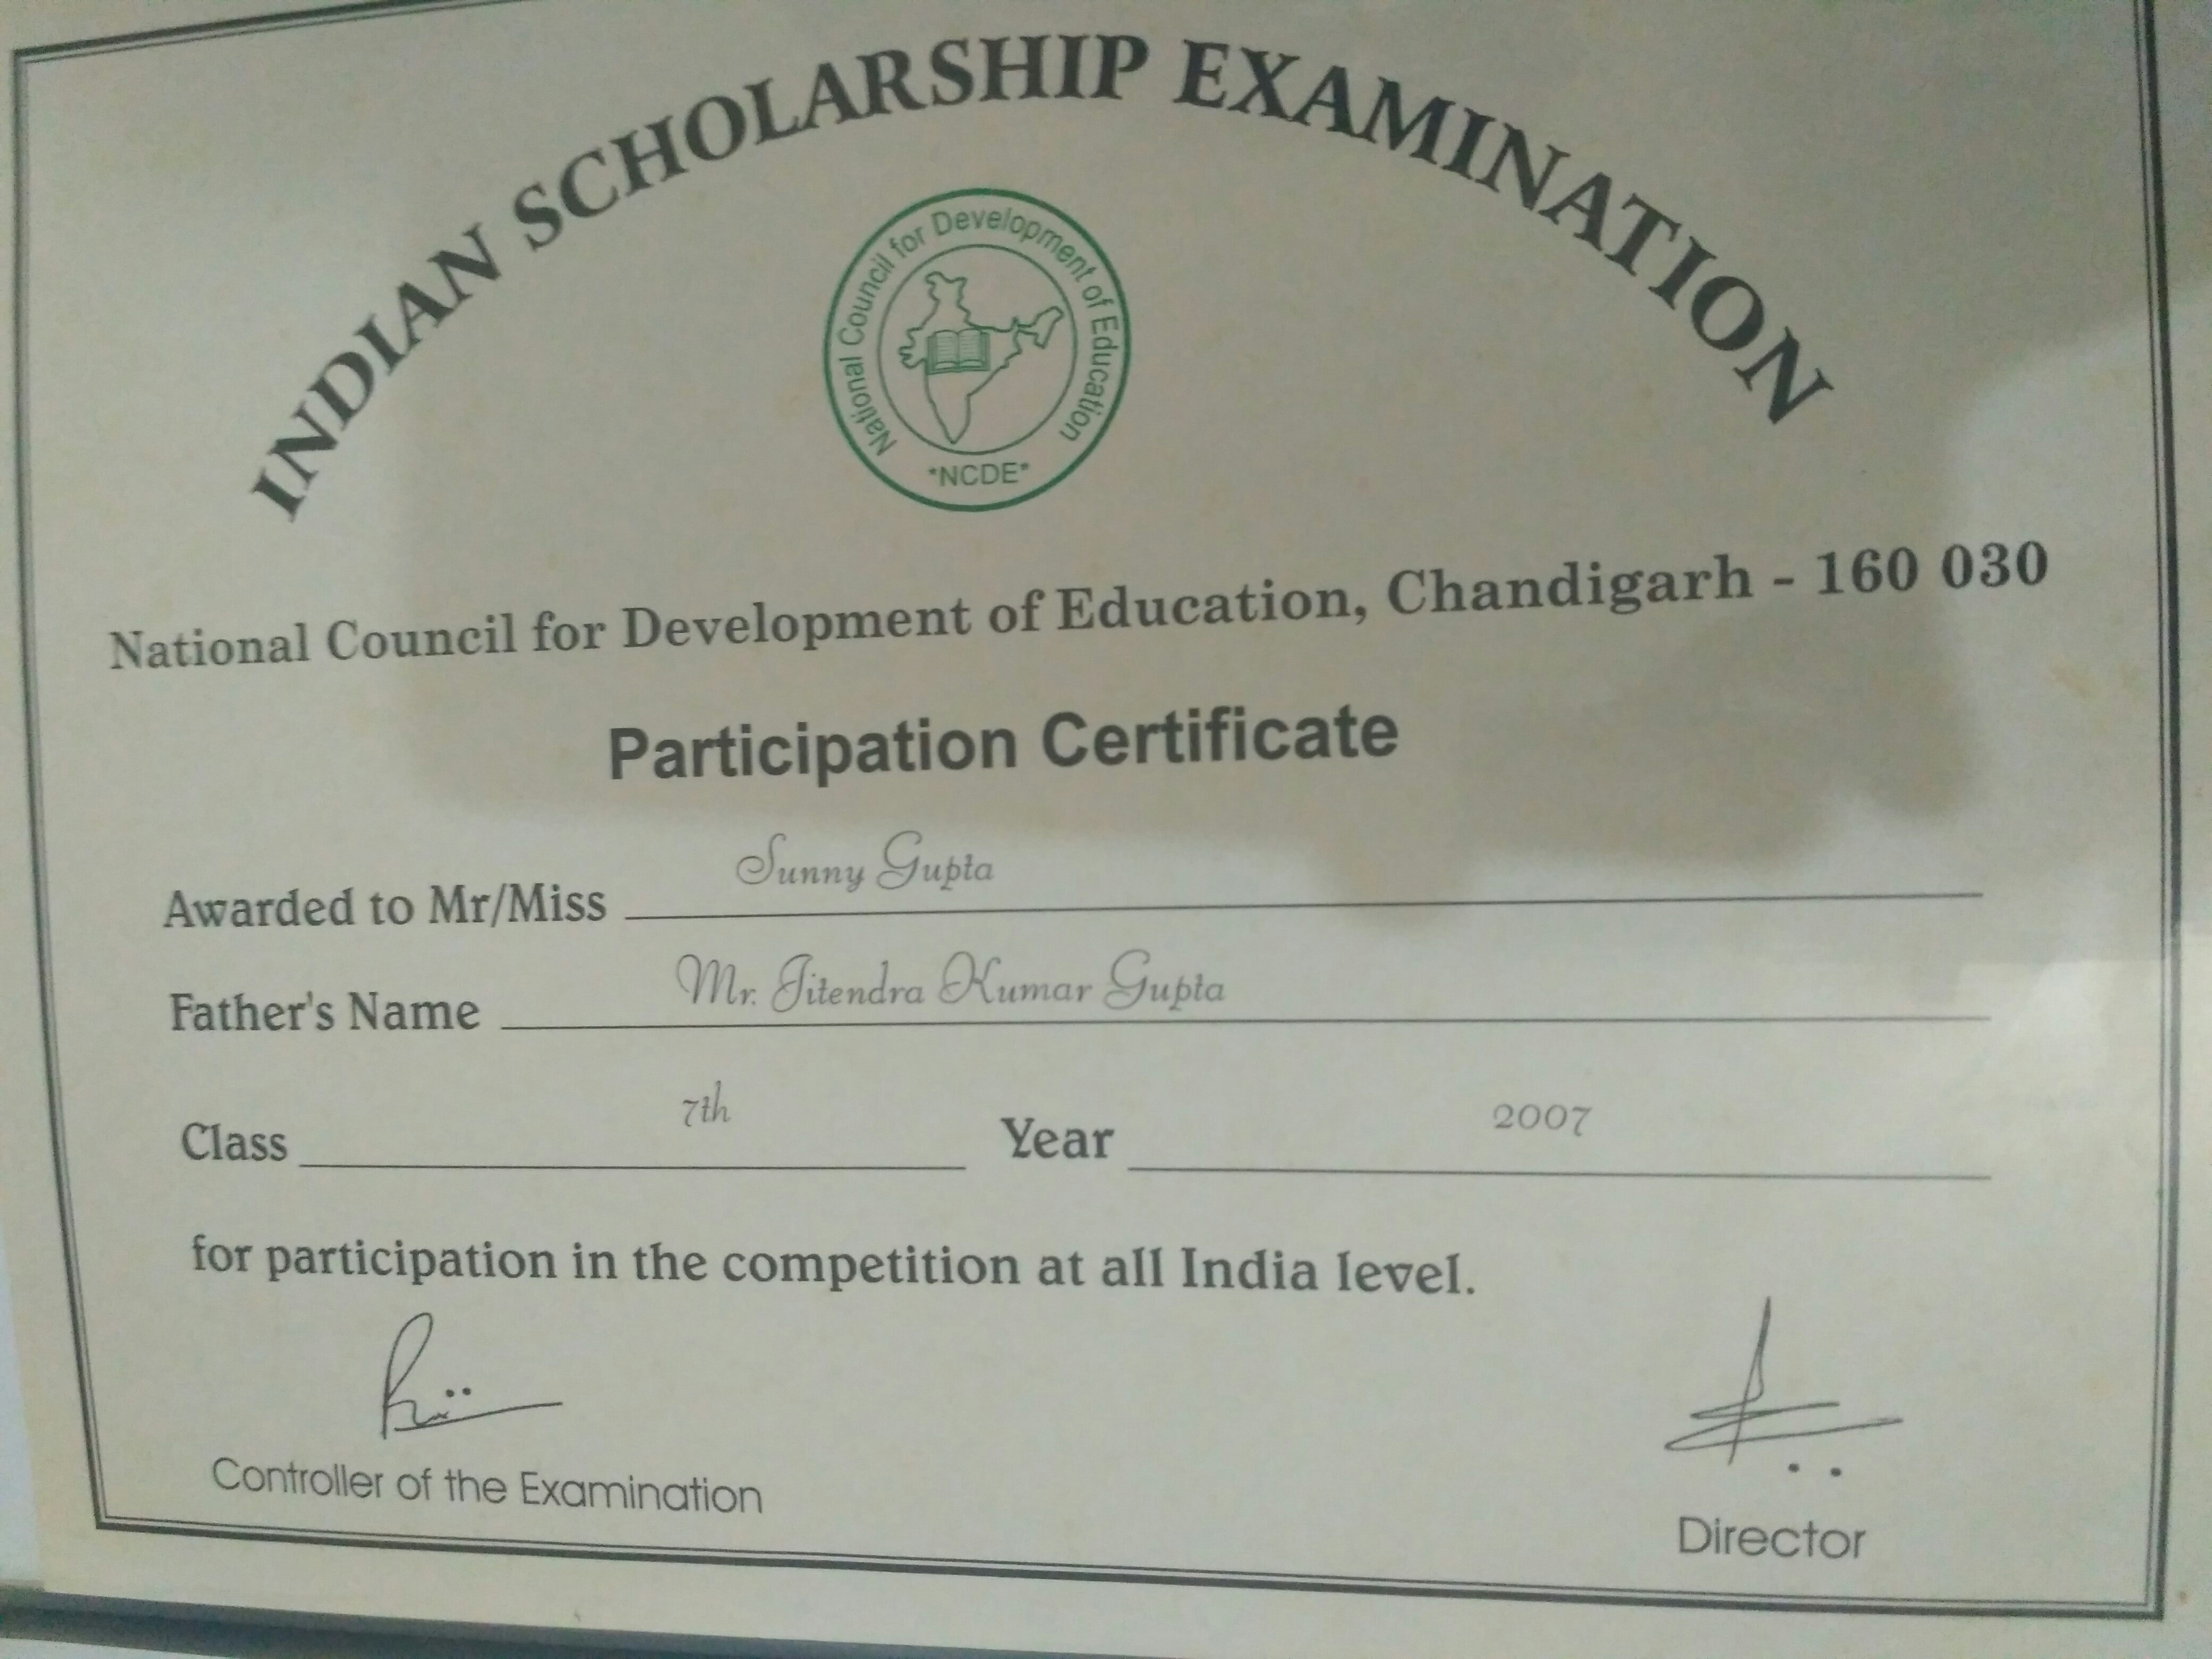 INDIAN SCHOLARSHIP EXAMINATION
National Council for Development of Education
*NCDE*
National Council for Development of Education, Chandigarh - 160 030
Participation Certificate
Awarded to Mr/Miss Sunny Gupta
Father's Name Mr. Jitendra Kumar Gupta
Class 7th Year 2007
for participation in the competition at all India level.
Controller of the Examination
Director